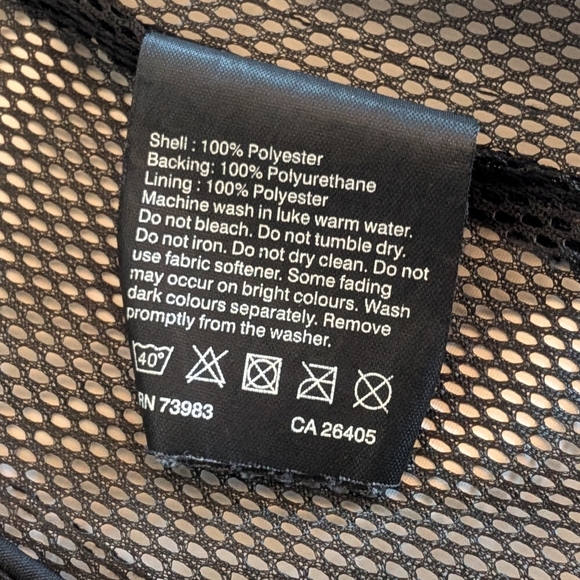 Shell : 100% Polyester
Backing: 100% Polyurethane
Lining : 100% Polyester
Machine wash in luke warm water.
Do not bleach. Do not tumble dry.
Do not iron. Do not dry clean. Do not
use fabric softener. Some fading
may occur on bright colours. Wash
dark colours separately. Remove
promptly from the washer.
40°
RN 73983
CA 26405